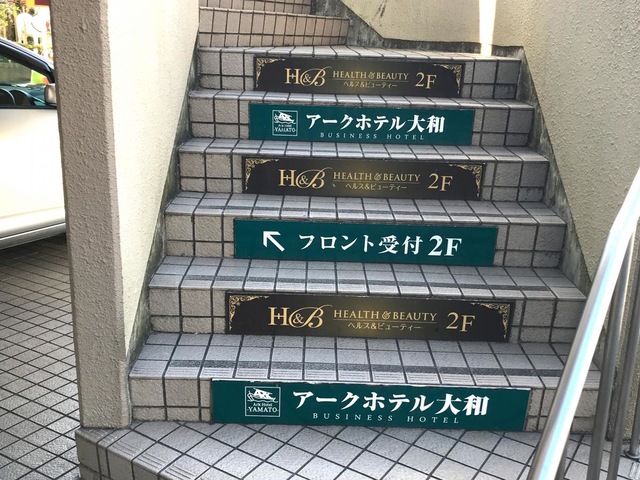 H&B HEALTH & BEAUTY 2F
ヘルス&ビューティー
Ark Hotel
YAMATO
アークホテル大和
BUSINESS HOTEL
H&B HEALTH & BEAUTY 2F
ヘルス&ビューティー
↖ フロント受付 2F
H&B HEALTH & BEAUTY 2F
ヘルス&ビューティー
Ark Hotel
YAMATO
アークホテル大和
BUSINESS HOTEL